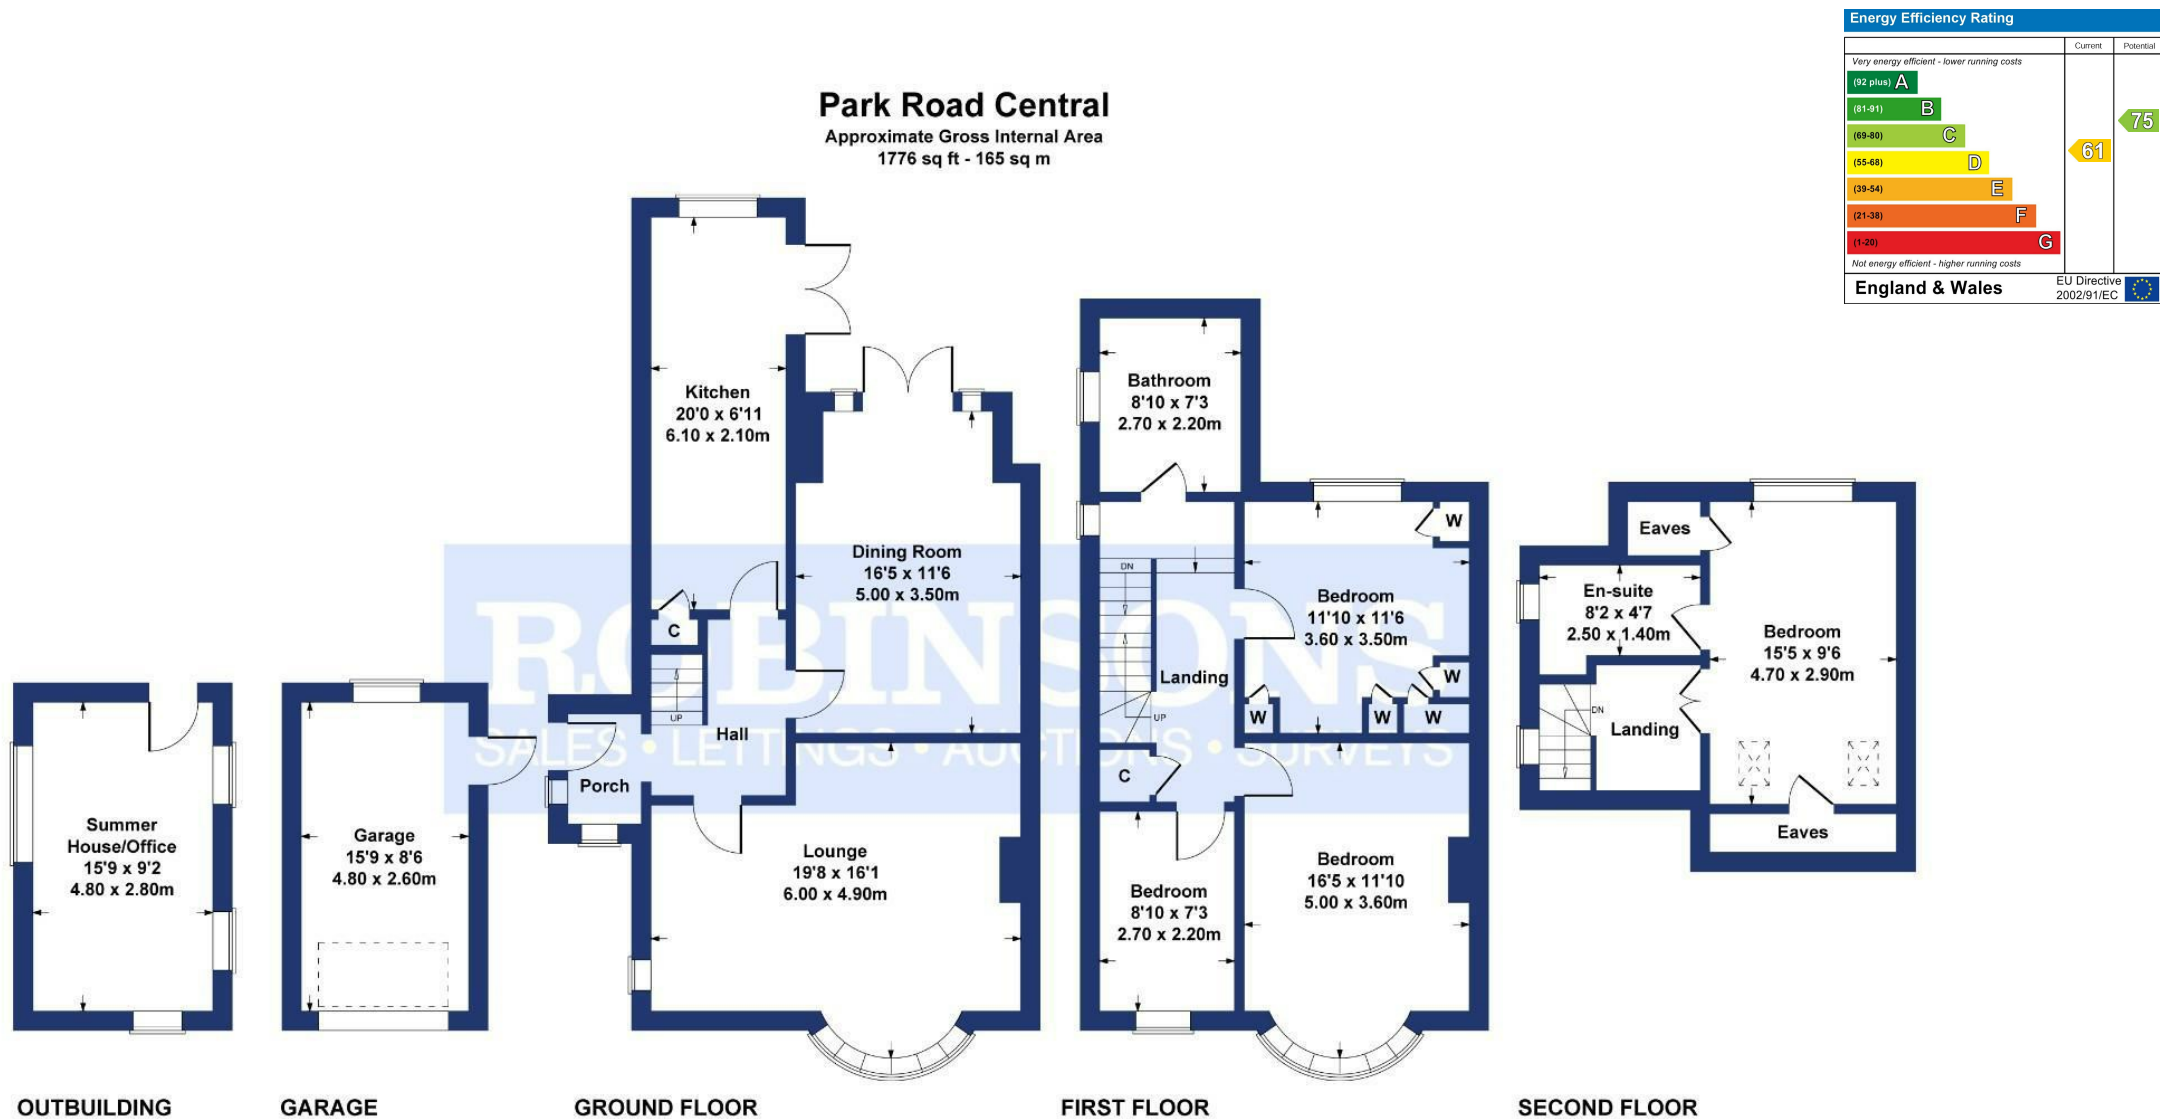 Energy Efficiency Rating
Current
Potential
Very energy efficient - lower running costs
(92 plus) A
(81-91) B
(69-80) C
(55-68) D
(39-54) E
(21-38) F
(1-20) G
61
75
Not energy efficient - higher running costs
England & Wales
EU Directive
2002/91/EC
Park Road Central
Approximate Gross Internal Area
1776 sq ft - 165 sq m
ROBINSONS
SALES • LETTINGS • AUCTIONS • SURVEYS
Summer
House/Office
15'9 x 9'2
4.80 x 2.80m
OUTBUILDING
Garage
15'9 x 8'6
4.80 x 2.60m
GARAGE
Kitchen
20'0 x 6'11
6.10 x 2.10m
Dining Room
16'5 x 11'6
5.00 x 3.50m
C
UP
Hall
Porch
Lounge
19'8 x 16'1
6.00 x 4.90m
GROUND FLOOR
Bathroom
8'10 x 7'3
2.70 x 2.20m
W
DN
Bedroom
11'10 x 11'6
3.60 x 3.50m
Landing
W
UP
W
W
W
C
Bedroom
16'5 x 11'10
5.00 x 3.60m
Bedroom
8'10 x 7'3
2.70 x 2.20m
FIRST FLOOR
Eaves
En-suite
8'2 x 4'7
2.50 x 1.40m
Bedroom
15'5 x 9'6
4.70 x 2.90m
DN
Landing
Eaves
SECOND FLOOR